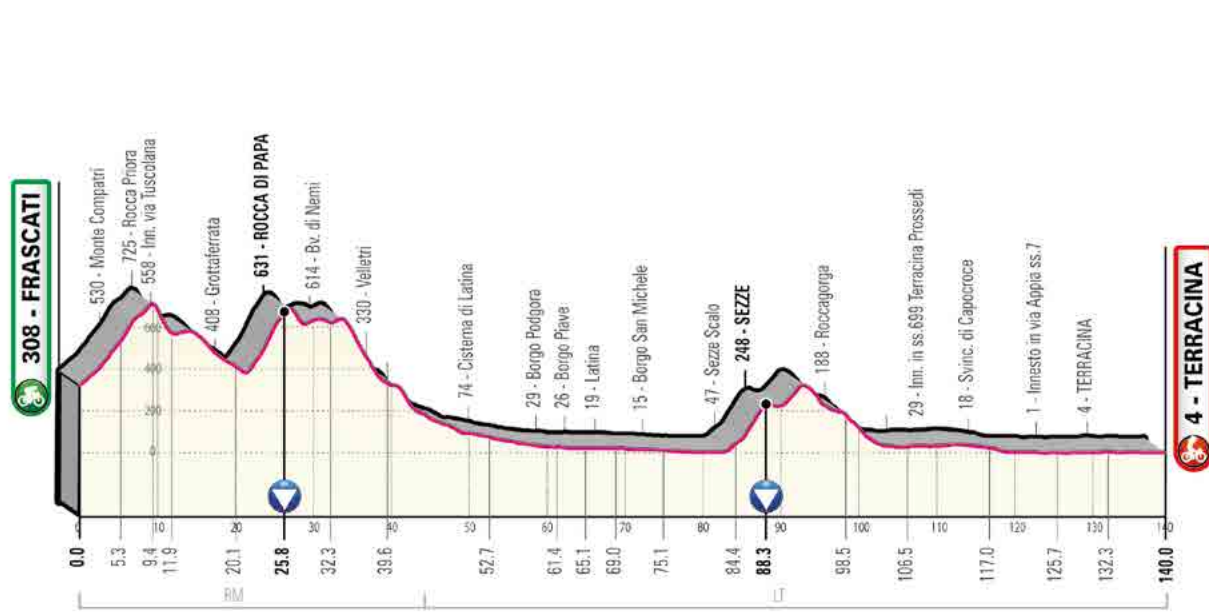 308 - FRASCATI
530 - Monte Compatri
725 - Rocca Priora
558 - Inn. via Tuscolana
408 - Grottaferrata
631 - ROCCA DI PAPA
614 - Bv. di Nemi
330 - Velletri
74 - Cisterna di Latina
29 - Borgo Podgora
26 - Borgo Piave
19 - Latina
15 - Borgo San Michele
47 - Sezze Scalo
248 - SEZZE
188 - Roccagorga
29 - Inn. in ss.699 Terracina Prossedi
18 - Svinc. di Capocroce
1 - Innesto in via Appia ss.7
4 - TERRACINA
4 - TERRACINA
600
400
200
0
0 10 20 30 40 50 60 70 80 90 100 110 120 130 140
0.0 5.3 9.4 11.9 20.1 25.8 32.3 39.6 52.7 61.4 65.1 69.0 75.1 84.4 88.3 98.5 106.5 117.0 125.7 132.3 140.0
RM LT